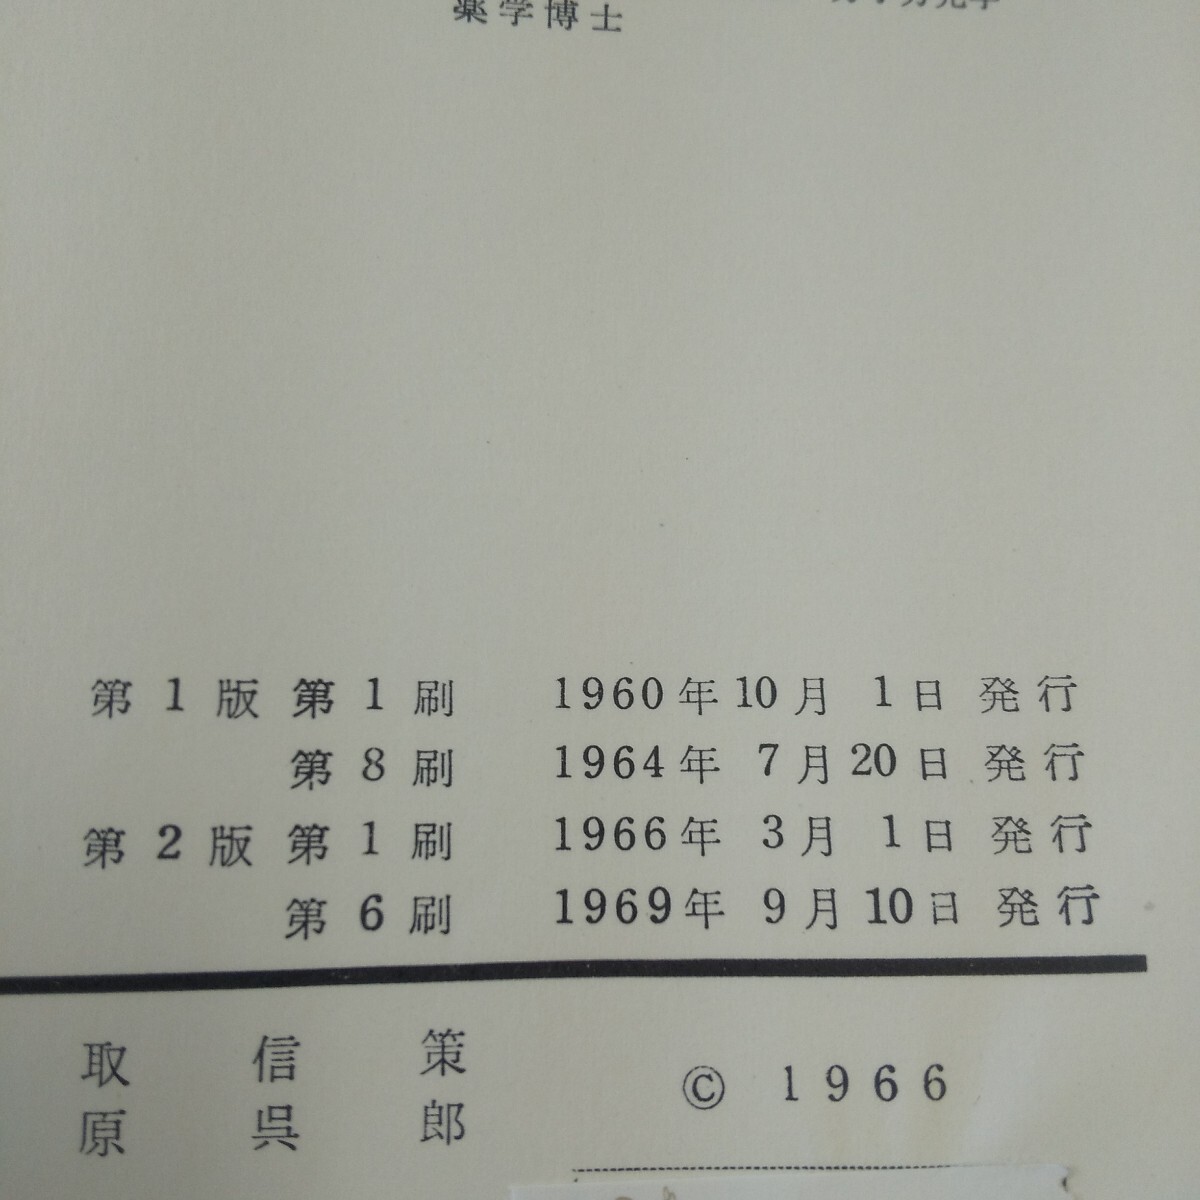 薬学博士
第1版 第1刷 1960年10月 1日 発行
第8刷 1964年 7月20日 発行
第2版 第1刷 1966年 3月 1日 発行
第6刷 1969年 9月10日 発行
取信策
原呉郎
© 1966